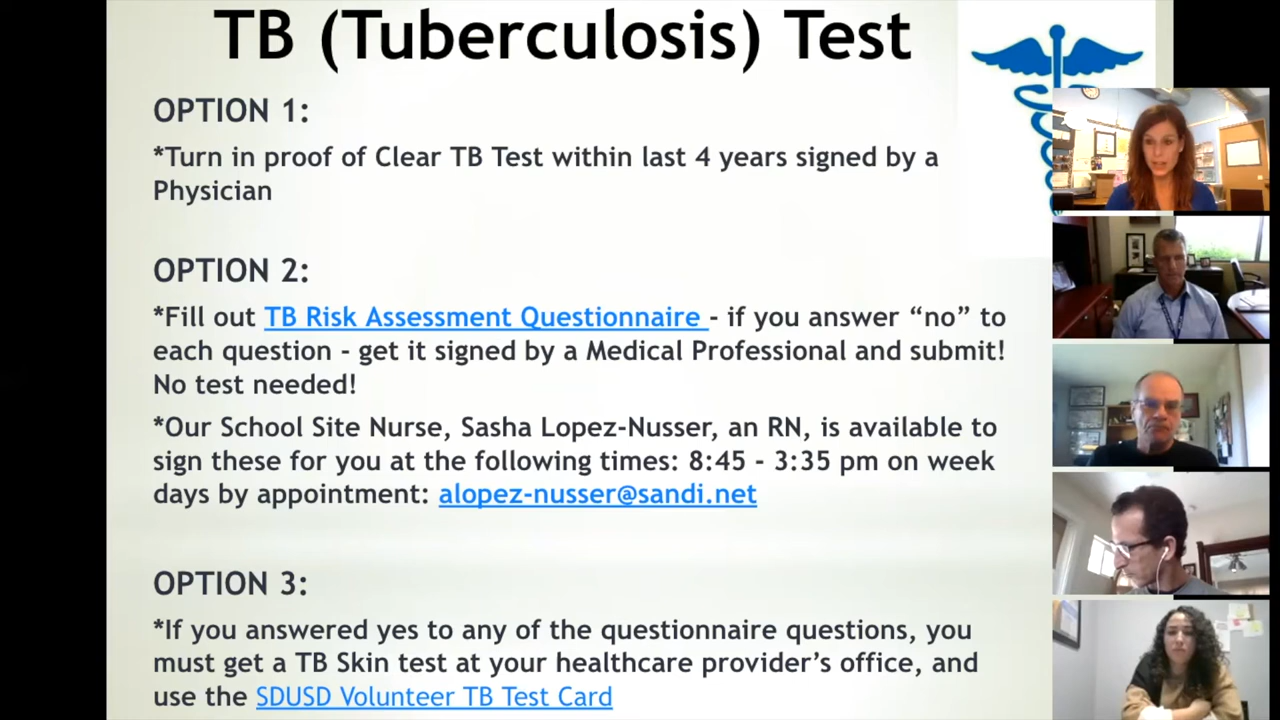 TB (Tuberculosis) Test
OPTION 1:
*Turn in proof of Clear TB Test within last 4 years signed by a
Physician
OPTION 2:
*Fill out TB Risk Assessment Questionnaire - if you answer “no” to
each question - get it signed by a Medical Professional and submit!
No test needed!
*Our School Site Nurse, Sasha Lopez-Nusser, an RN, is available to
sign these for you at the following times: 8:45 - 3:35 pm on week
days by appointment: alopez-nusser@sandi.net
OPTION 3:
*If you answered yes to any of the questionnaire questions, you
must get a TB Skin test at your healthcare provider’s office, and
use the SDUSD Volunteer TB Test Card